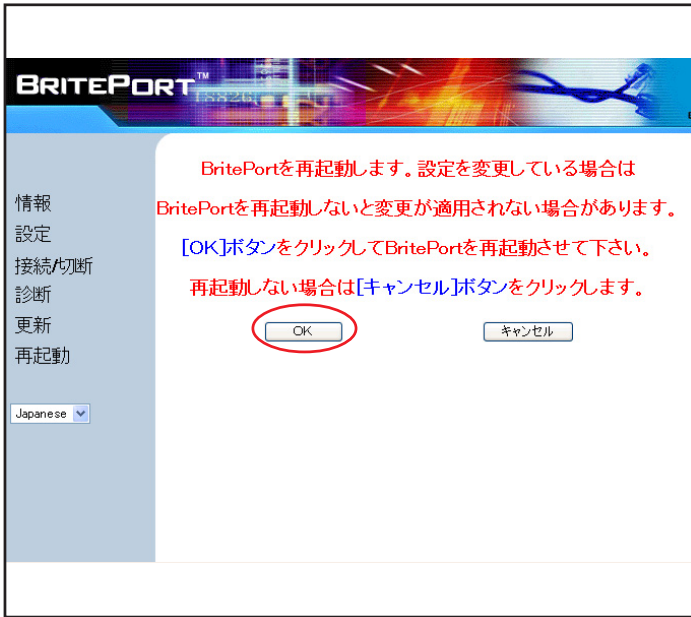 BRITEPORT™
BritePortを再起動します。設定を変更している場合は
BritePortを再起動しないと変更が適用されない場合があります。
[OK]ボタンをクリックしてBritePortを再起動させて下さい。
再起動しない場合は[キャンセル]ボタンをクリックします。
OK
キャンセル
情報
設定
接続/切断
診断
更新
再起動
Japanese